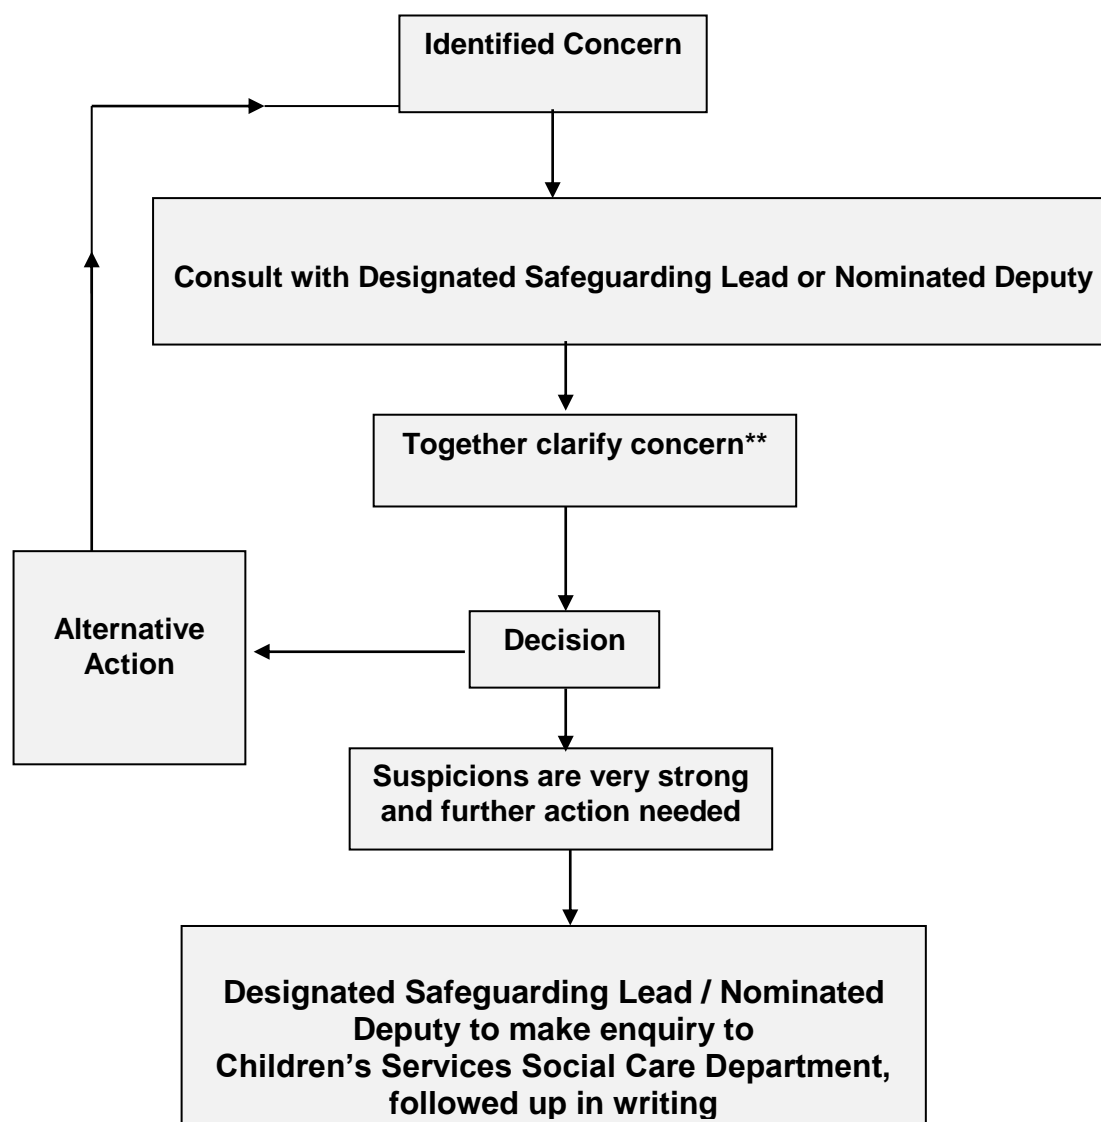 Identified Concern
Consult with Designated Safeguarding Lead or Nominated Deputy
Together clarify concern**
Alternative
Action
Decision
Suspicions are very strong
and further action needed
Designated Safeguarding Lead / Nominated
Deputy to make enquiry to
Children’s Services Social Care Department,
followed up in writing